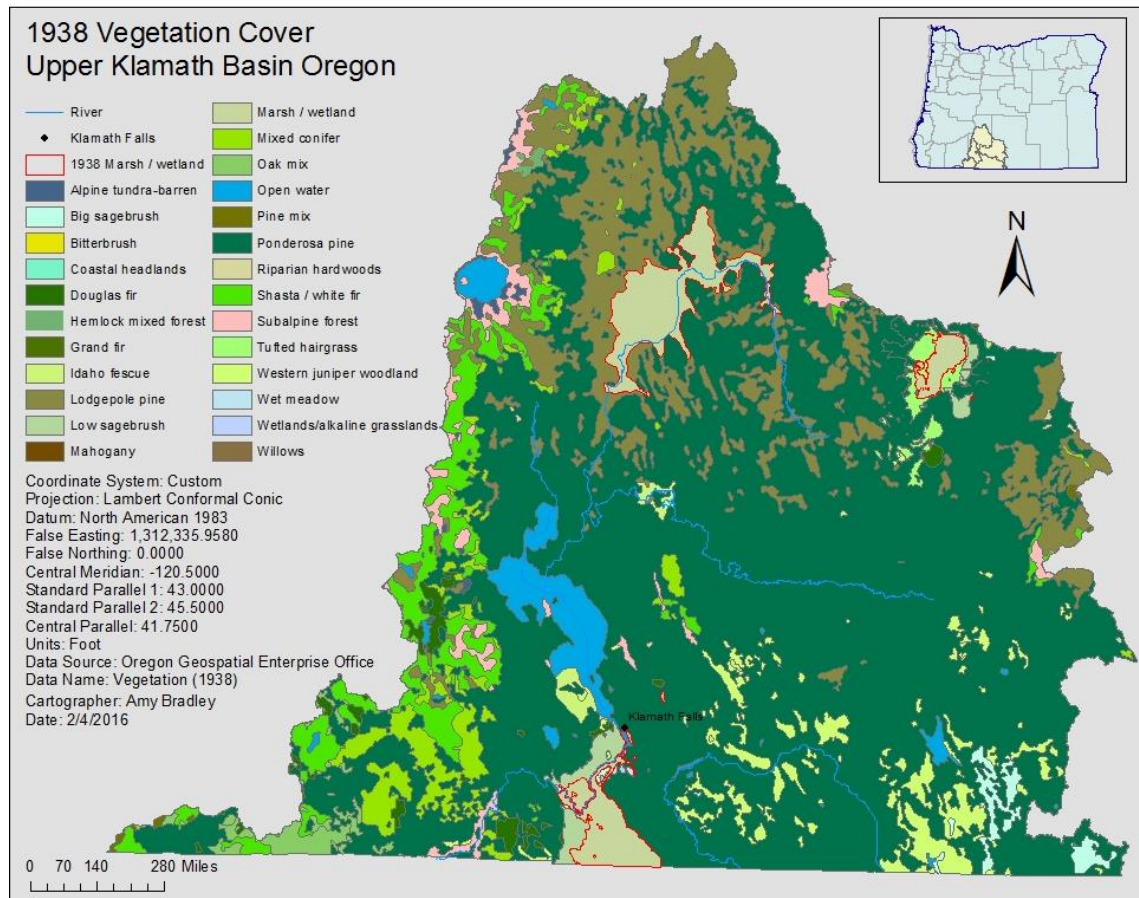 1938 Vegetation Cover
Upper Klamath Basin Oregon
River
Klamath Falls
1938 Marsh / wetland
Alpine tundra-barren
Big sagebrush
Bitterbrush
Coastal headlands
Douglas fir
Hemlock mixed forest
Grand fir
Idaho fescue
Lodgepole pine
Low sagebrush
Mahogany
Marsh / wetland
Mixed conifer
Oak mix
Open water
Pine mix
Ponderosa pine
Riparian hardwoods
Shasta / white fir
Subalpine forest
Tufted hairgrass
Western juniper woodland
Wet meadow
Wetlands/alkaline grasslands
Willows
Coordinate System: Custom
Projection: Lambert Conformal Conic
Datum: North American 1983
False Easting: 1,312,335.9580
False Northing: 0.0000
Central Meridian: -120.5000
Standard Parallel 1: 43.0000
Standard Parallel 2: 45.5000
Central Parallel: 41.7500
Units: Foot
Data Source: Oregon Geospatial Enterprise Office
Data Name: Vegetation (1938)
Cartographer: Amy Bradley
Date: 2/4/2016
N
Klamath Falls
0 70 140 280 Miles